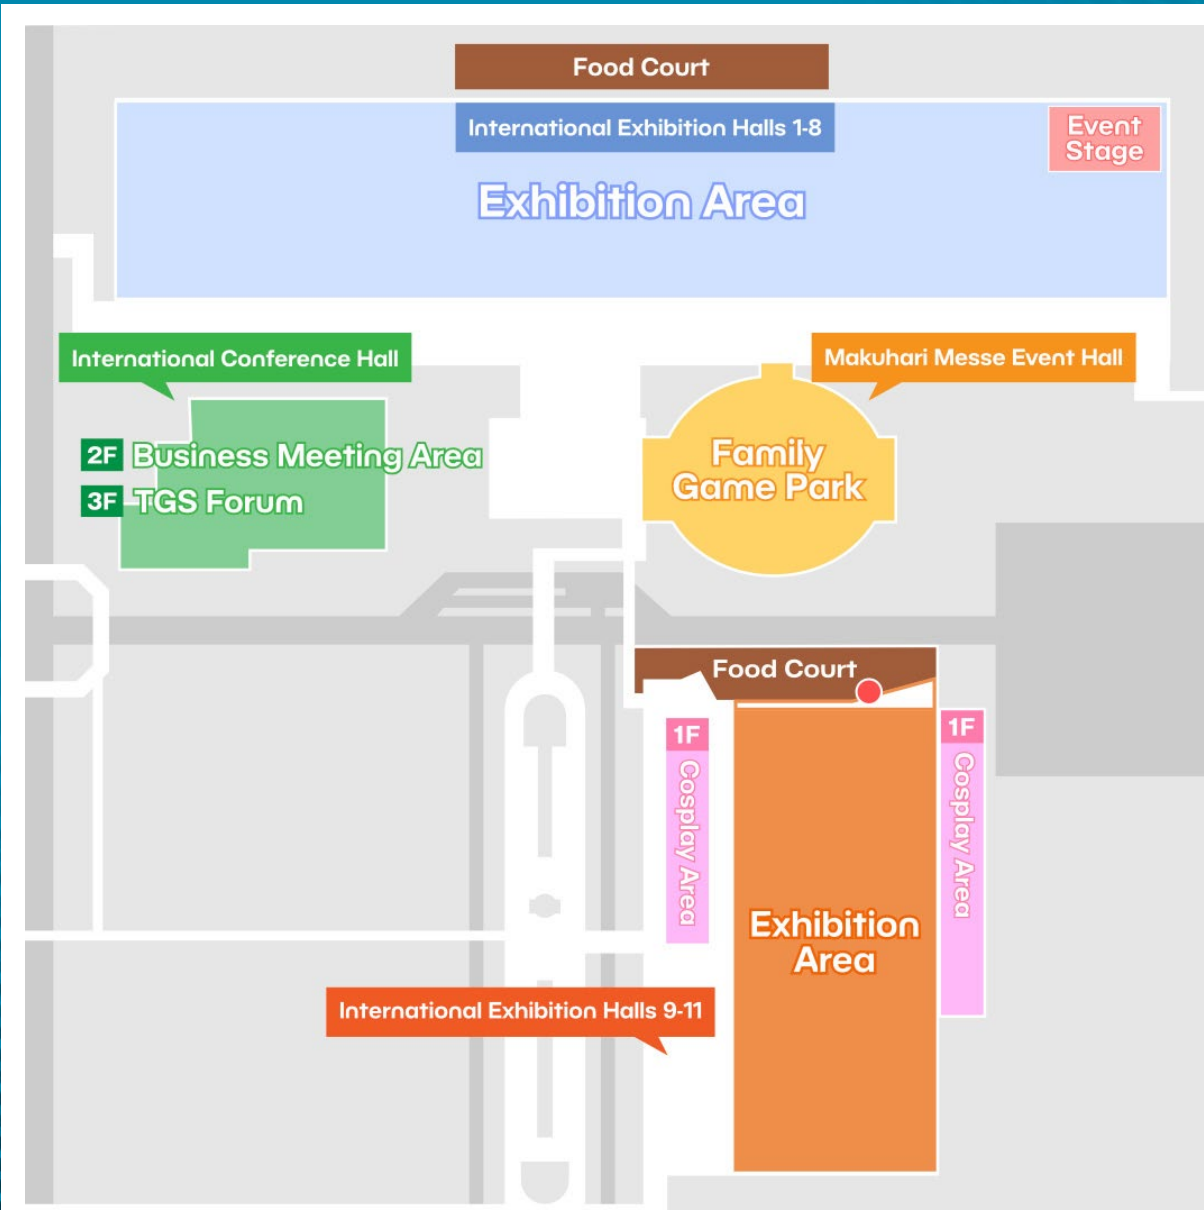 Food Court
International Exhibition Halls 1-8
Event
Stage
Exhibition Area
International Conference Hall
Makuhari Messe Event Hall
2F Business Meeting Area
3F TGS Forum
Family
Game Park
Food Court
1F
Cosplay Area
1F
Cosplay Area
Exhibition
Area
International Exhibition Halls 9-11